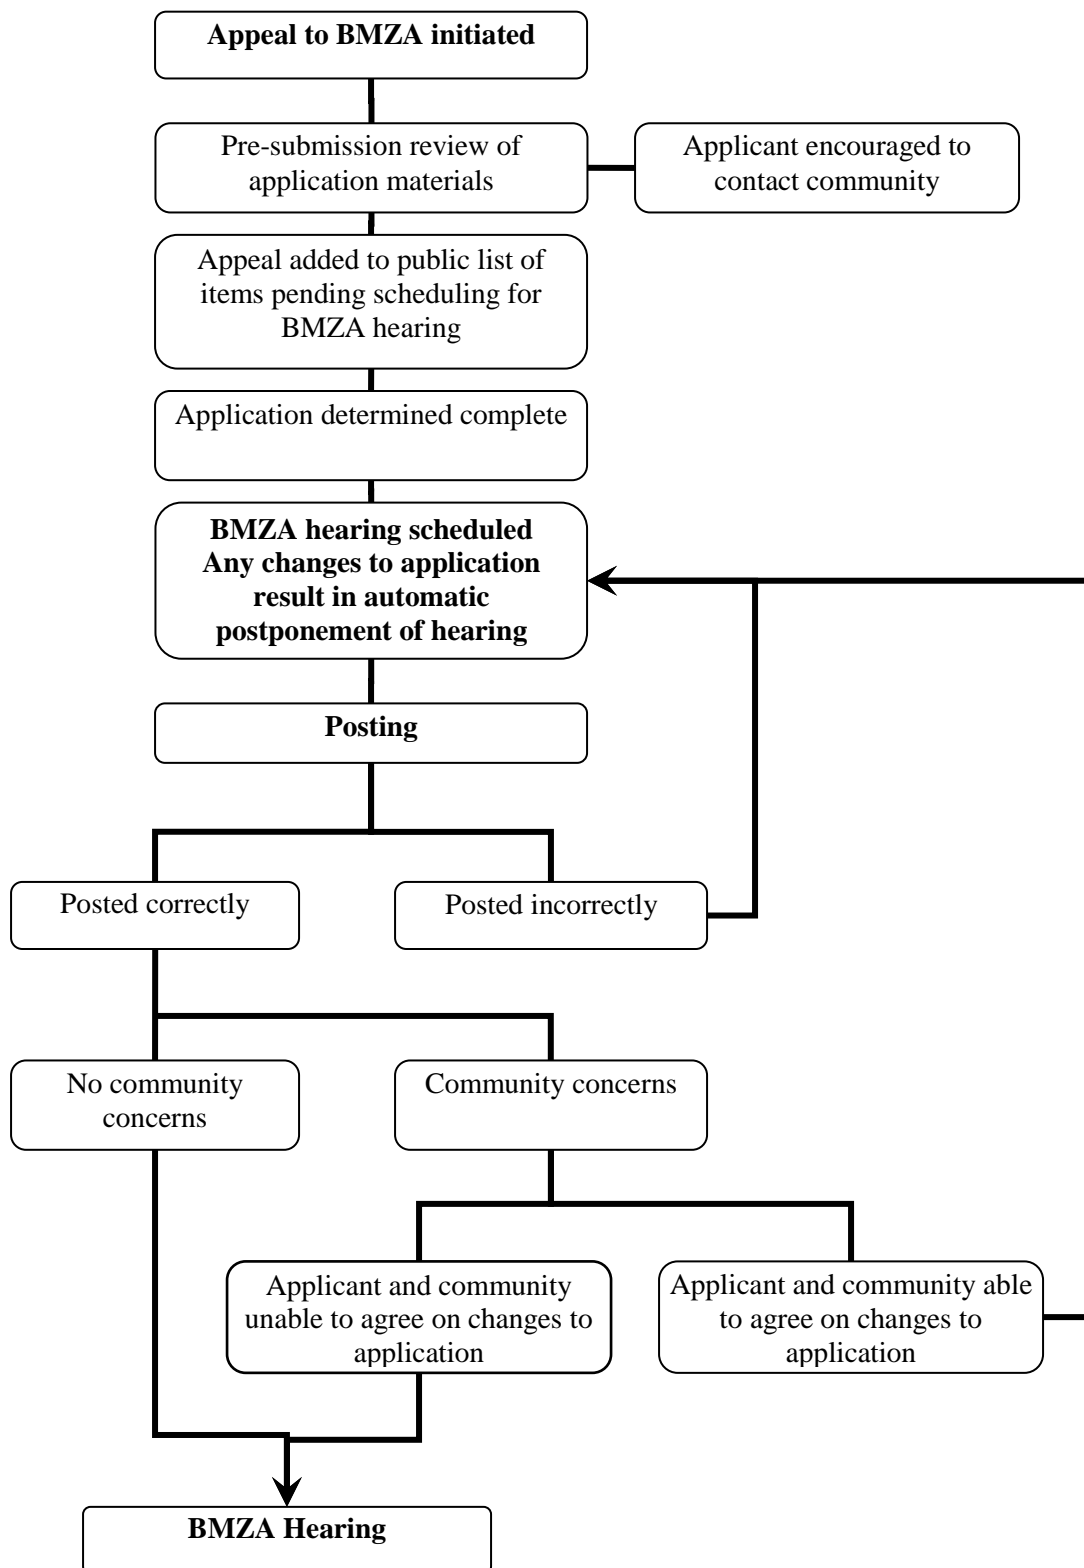 Appeal to BMZA initiated
Pre-submission review of
application materials
Applicant encouraged to
contact community
Appeal added to public list of
items pending scheduling for
BMZA hearing
Application determined complete
BMZA hearing scheduled
Any changes to application
result in automatic
postponement of hearing
Posting
Posted correctly
Posted incorrectly
No community
concerns
Community concerns
Applicant and community
unable to agree on changes to
application
Applicant and community able
to agree on changes to
application
BMZA Hearing